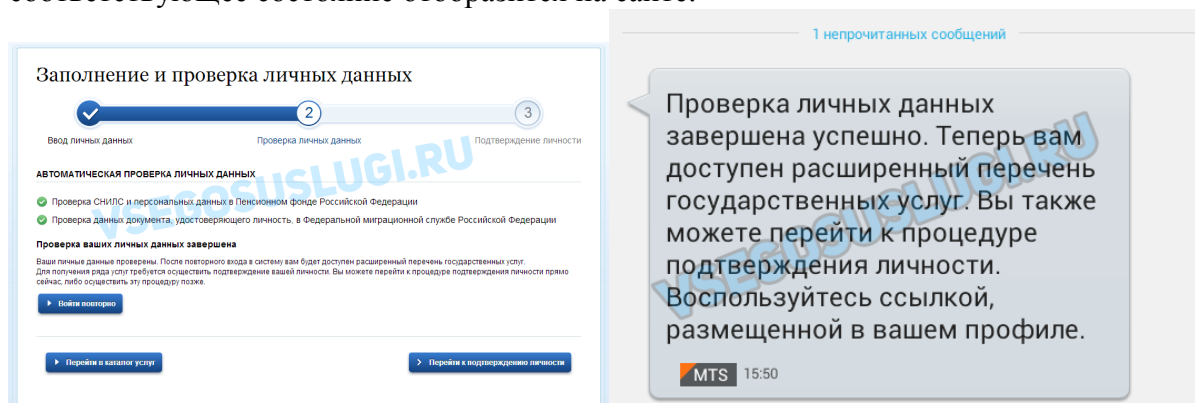 соответствующее состояние отобразится на сайте.
Заполнение и проверка личных данных
2
3
Ввод личных данных
Проверка личных данных
Подтверждение личности
АВТОМАТИЧЕСКАЯ ПРОВЕРКА ЛИЧНЫХ ДАННЫХ
Проверка СНИЛС и персональных данных в Пенсионном фонде Российской Федерации
Проверка данных документа, удостоверяющего личность, в Федеральной миграционной службе Российской Федерации
Проверка ваших личных данных завершена
Ваши личные данные проверены. После повторного входа в систему вам будет доступен расширенный перечень государственных услуг.
Для получения ряда услуг требуется осуществить подтверждение вашей личности. Вы можете перейти к процедуре подтверждения личности прямо
сейчас, либо осуществить эту процедуру позже.
Войти повторно
Перейти в каталог услуг
Перейти к подтверждению личности
VSEGOSUSLUGI.RU
1 непрочитанных сообщений
Проверка личных данных
завершена успешно. Теперь вам
доступен расширенный перечень
государственных услуг. Вы также
можете перейти к процедуре
подтверждения личности.
Воспользуйтесь ссылкой,
размещенной в вашем профиле.
MTS 15:50
VSEGOSUSLUGI.RU